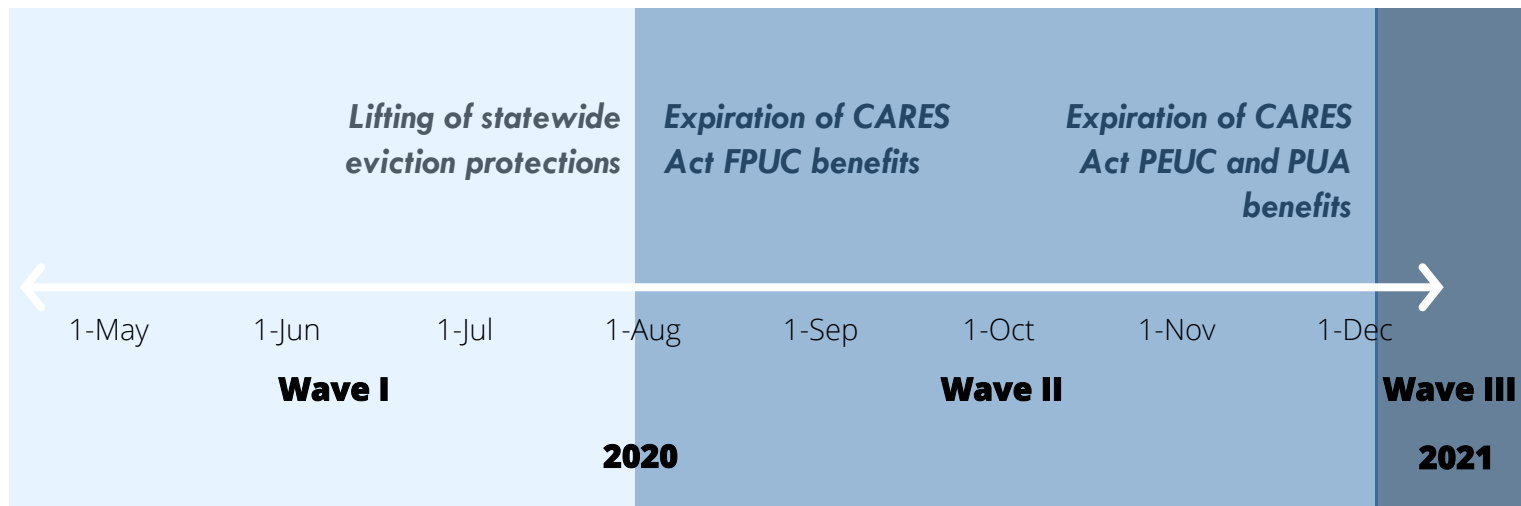 Lifting of statewide
eviction protections
Expiration of CARES
Act FPUC benefits
Expiration of CARES
Act PEUC and PUA
benefits
1-May 1-Jun 1-Jul 1-Aug 1-Sep 1-Oct 1-Nov 1-Dec
Wave I Wave II Wave III
2020 2021